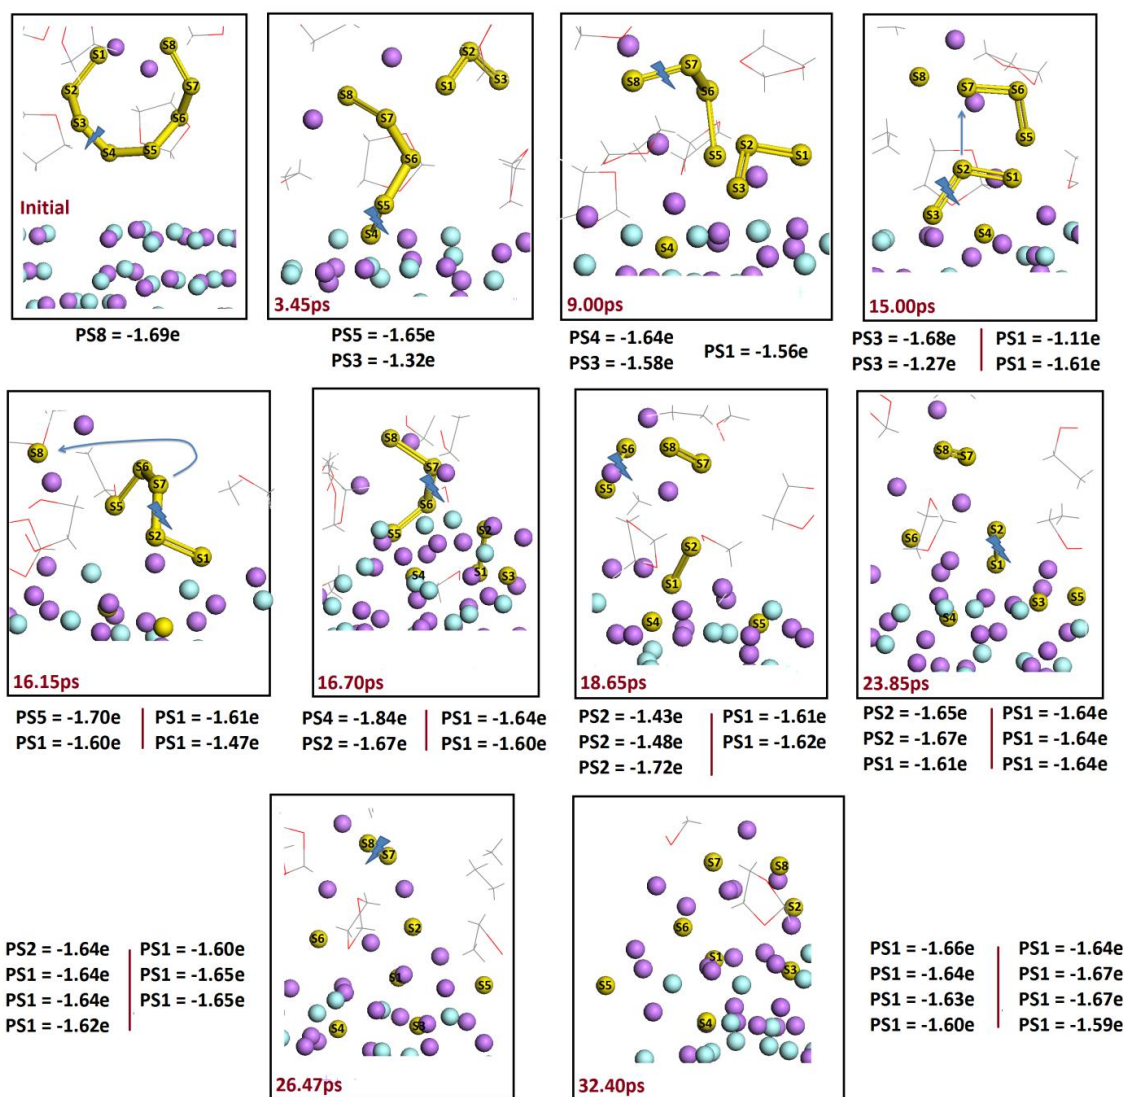 S1
S8
S2
S7
S3
S6
S4
S5
Initial
PS8 = -1.69e
S2
S1
S3
S8
S7
S6
S5
S4
3.45ps
PS5 = -1.65e
PS3 = -1.32e
S7
S8
S6
S5
S2
S1
S3
S4
9.00ps
PS4 = -1.64e
PS3 = -1.58e
PS1 = -1.56e
S8
S7
S6
S5
S2
S1
S3
S4
15.00ps
PS3 = -1.68e
PS3 = -1.27e
PS1 = -1.11e
PS1 = -1.61e
S8
S6
S7
S5
S2
S1
16.15ps
PS5 = -1.70e
PS1 = -1.60e
PS1 = -1.61e
PS1 = -1.47e
S8
S7
S6
S5
S2
S4
S1
S3
16.70ps
PS4 = -1.84e
PS2 = -1.67e
PS1 = -1.64e
PS1 = -1.60e
S6
S8
S7
S5
S2
S1
S4
S5
18.65ps
PS2 = -1.43e
PS2 = -1.48e
PS2 = -1.72e
PS1 = -1.61e
PS1 = -1.62e
S8
S7
S6
S2
S1
S3
S5
S4
23.85ps
PS2 = -1.65e
PS2 = -1.67e
PS1 = -1.61e
PS1 = -1.64e
PS1 = -1.64e
PS1 = -1.64e
PS2 = -1.64e
PS1 = -1.64e
PS1 = -1.64e
PS1 = -1.62e
PS1 = -1.60e
PS1 = -1.65e
PS1 = -1.65e
S8
S7
S2
S6
S1
S5
S4
S3
26.47ps
S7
S8
S2
S6
S1
S3
S5
S4
32.40ps
PS1 = -1.66e
PS1 = -1.64e
PS1 = -1.63e
PS1 = -1.60e
PS1 = -1.64e
PS1 = -1.67e
PS1 = -1.67e
PS1 = -1.59e